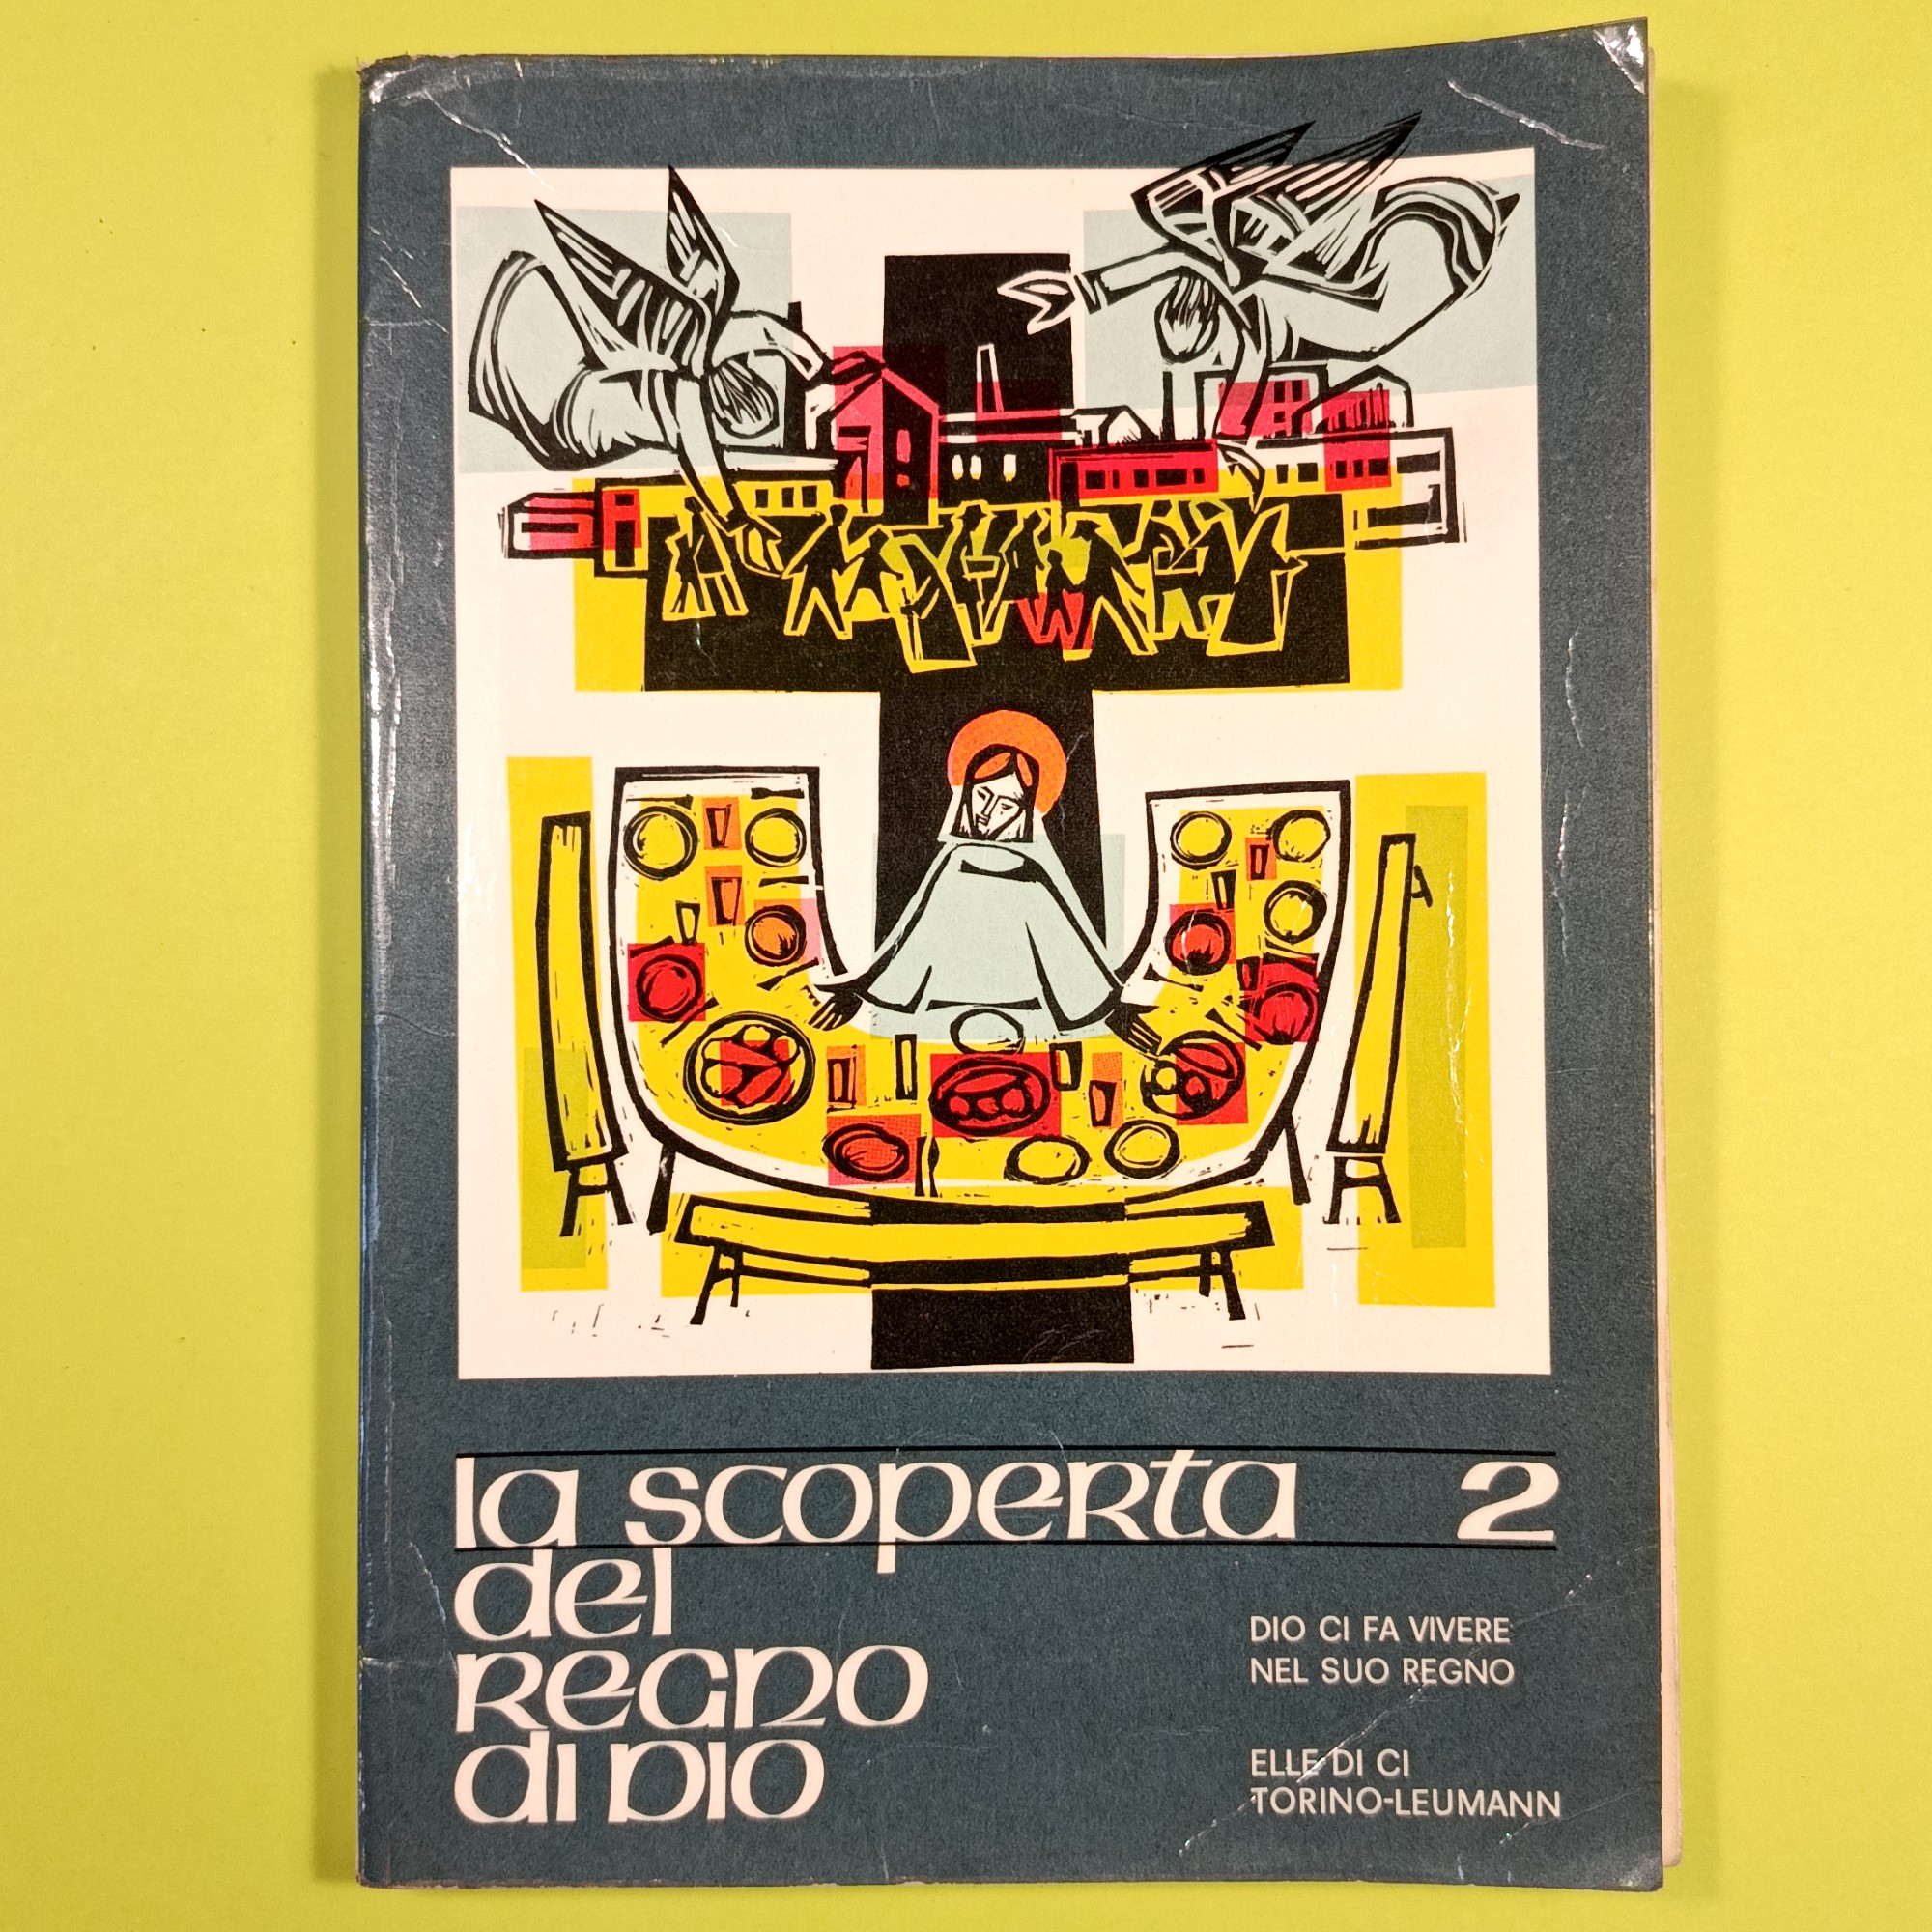 la scoperta 2
del
regno
di dio
DIO CI FA VIVERE
NEL SUO REGNO
ELLE DI CI
TORINO-LEUMANN